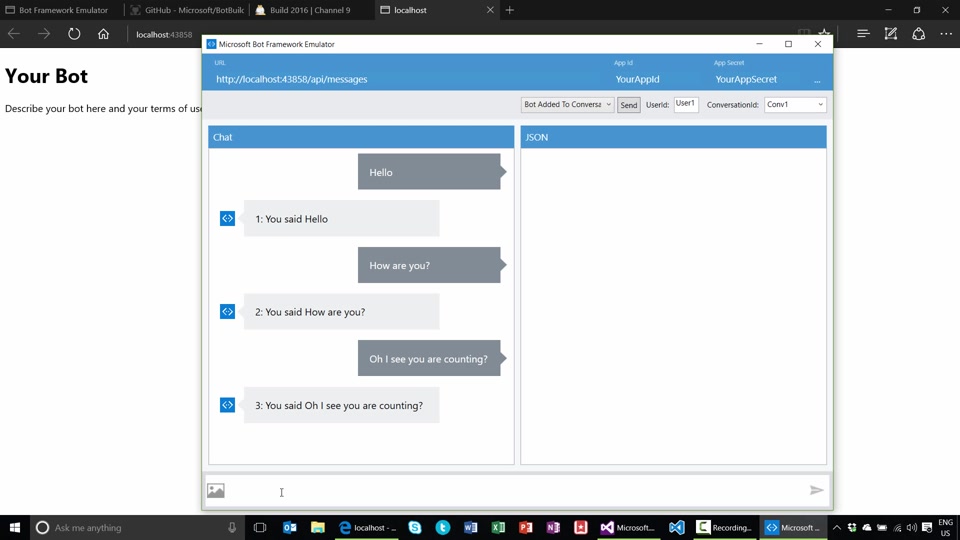 Bot Framework Emulator
GitHub - Microsoft/BotBuilc
Build 2016 | Channel 9
localhost
localhost:43858
Your Bot
Describe your bot here and your terms of use
Microsoft Bot Framework Emulator
URL
App Id
App Secret
http://localhost:43858/api/messages
YourAppId
YourAppSecret
...
Bot Added To Conversa
Send
UserId:
User1
ConversationId:
Conv1
Chat
JSON
Hello
1: You said Hello
How are you?
2: You said How are you?
Oh I see you are counting?
3: You said Oh I see you are counting?
Ask me anything
localhost - ...
Microsoft...
Recording...
Microsoft ...
ENG
US